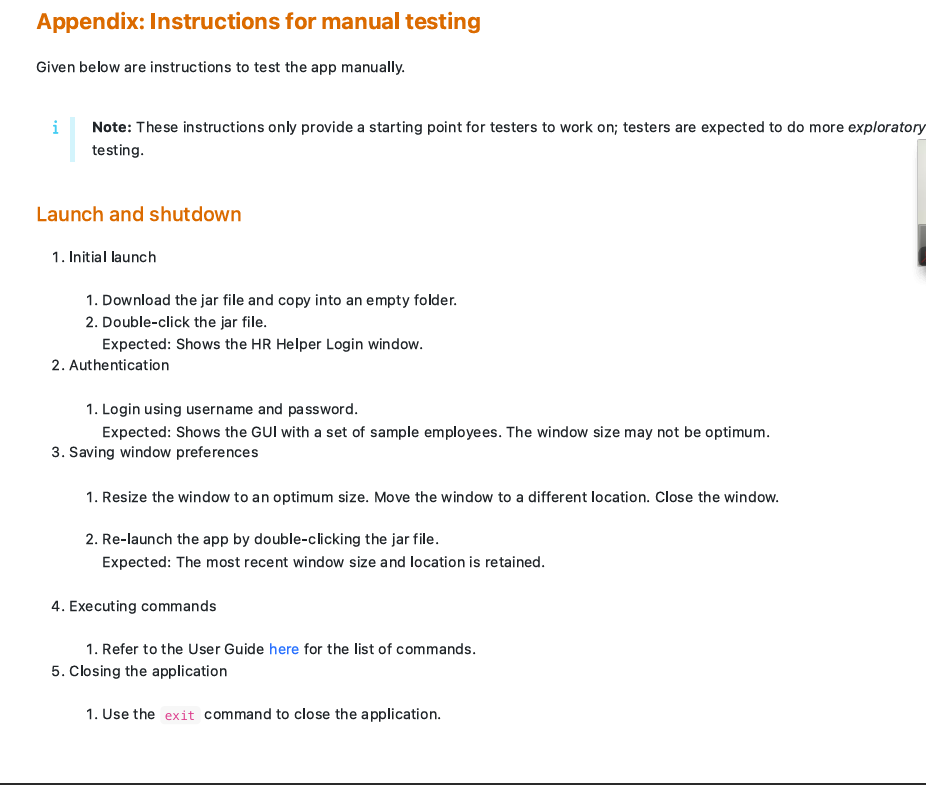 Appendix: Instructions for manual testing
Given below are instructions to test the app manually.
i
Note: These instructions only provide a starting point for testers to work on; testers are expected to do more exploratory
testing.
Launch and shutdown
1. Initial launch
1. Download the jar file and copy into an empty folder.
2. Double-click the jar file.
Expected: Shows the HR Helper Login window.
2. Authentication
1. Login using username and password.
Expected: Shows the GUI with a set of sample employees. The window size may not be optimum.
3. Saving window preferences
1. Resize the window to an optimum size. Move the window to a different location. Close the window.
2. Re-launch the app by double-clicking the jar file.
Expected: The most recent window size and location is retained.
4. Executing commands
1. Refer to the User Guide here for the list of commands.
5. Closing the application
1. Use the exit command to close the application.